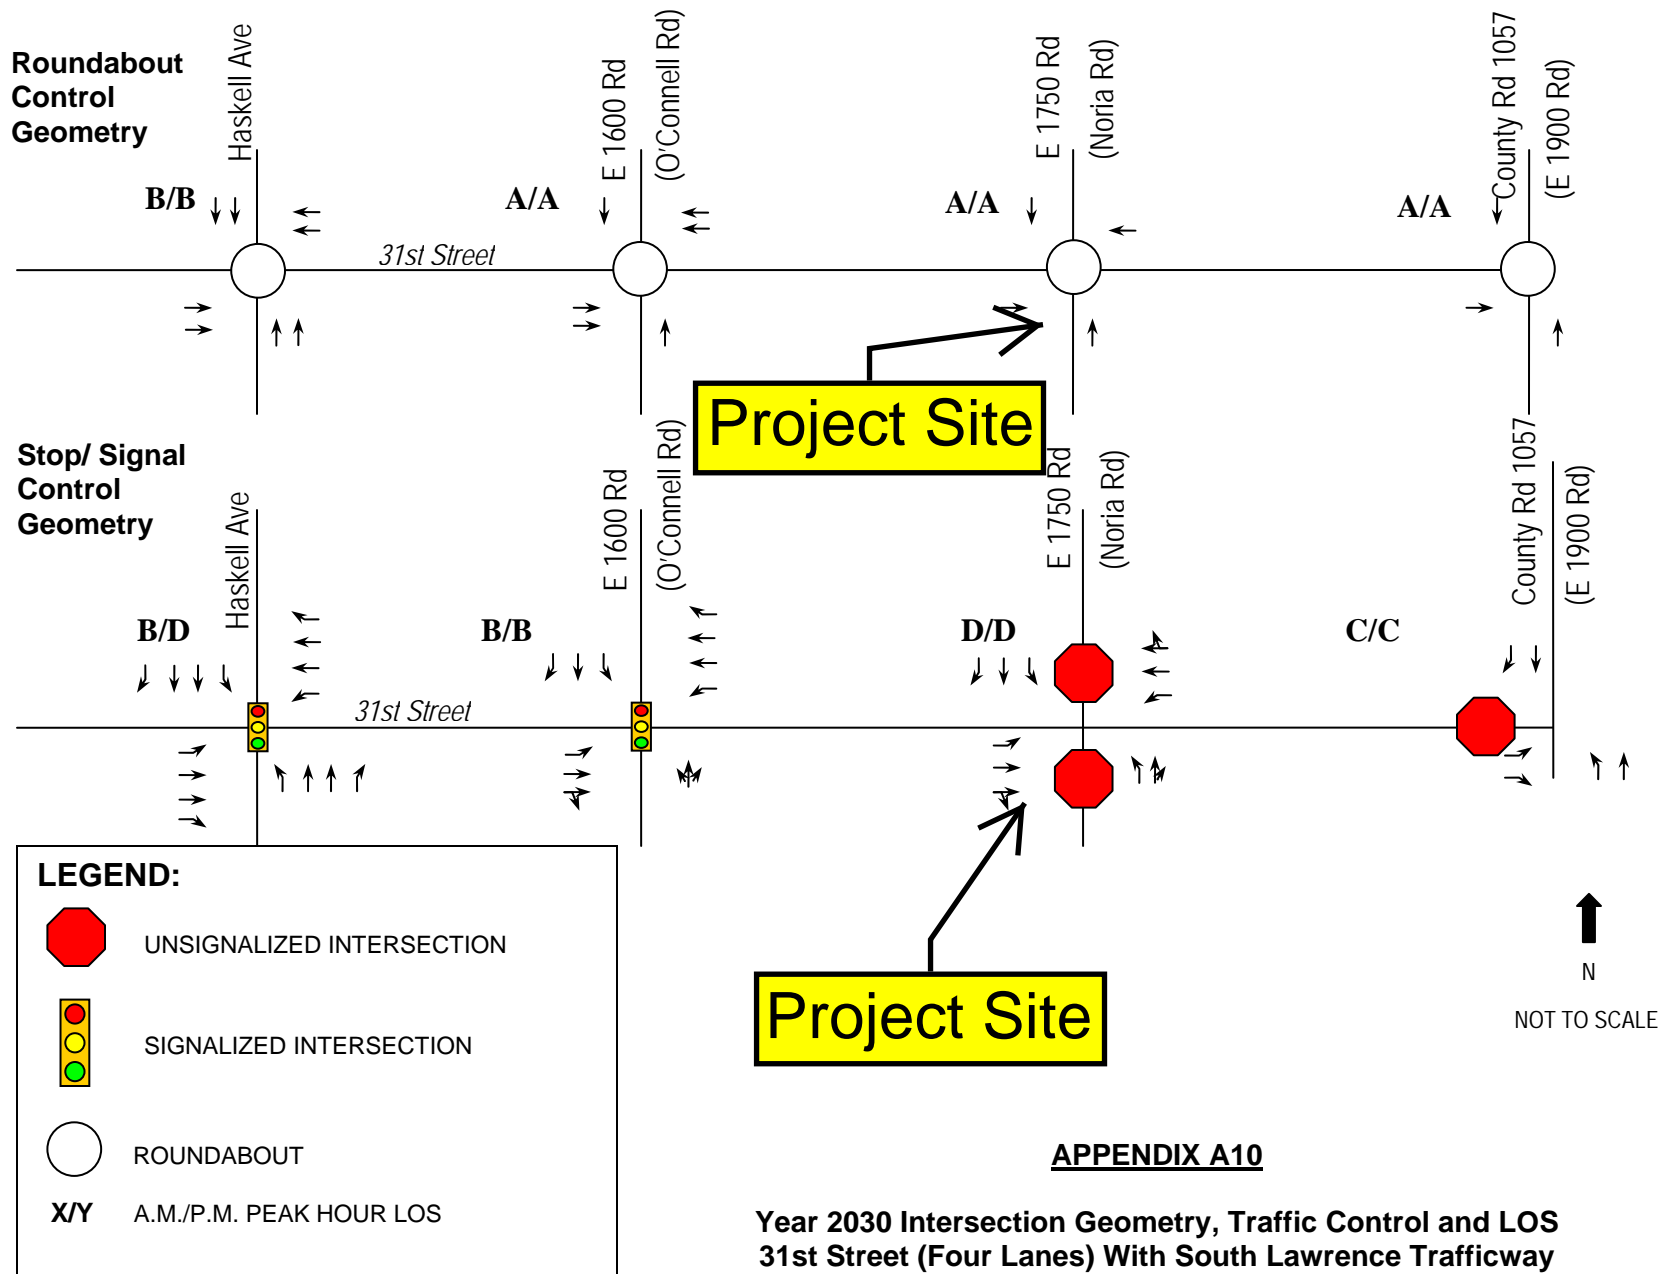 Roundabout
Control
Geometry
Haskell Ave
E 1600 Rd
(O'Connell Rd)
E 1750 Rd
(Noria Rd)
County Rd 1057
(E 1900 Rd)
B/B
A/A
A/A
A/A
31st Street
Project Site
Stop/ Signal
Control
Geometry
Haskell Ave
E 1600 Rd
(O'Connell Rd)
E 1750 Rd
(Noria Rd)
County Rd 1057
(E 1900 Rd)
B/D
B/B
D/D
C/C
31st Street
Project Site
LEGEND:
UNSIGNALIZED INTERSECTION
SIGNALIZED INTERSECTION
ROUNDABOUT
X/Y A.M./P.M. PEAK HOUR LOS
N
NOT TO SCALE
APPENDIX A10
Year 2030 Intersection Geometry, Traffic Control and LOS
31st Street (Four Lanes) With South Lawrence Trafficway